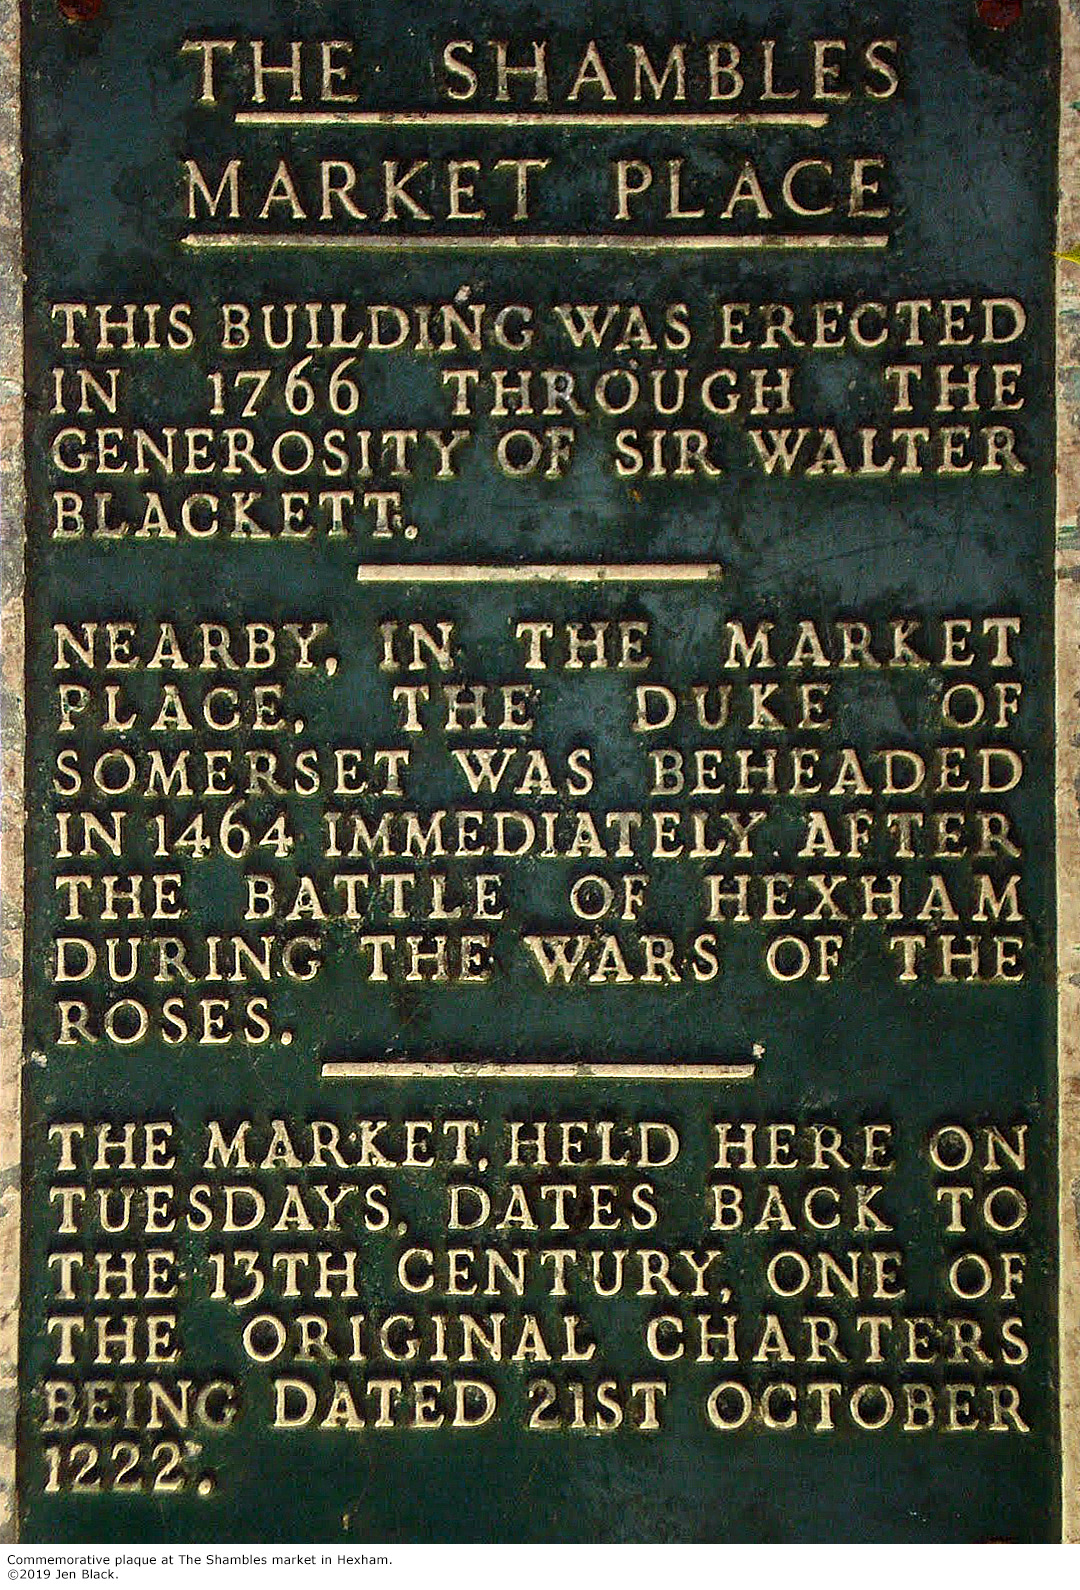 THE SHAMBLES
MARKET PLACE
THIS BUILDING WAS ERECTED
IN 1766 THROUGH THE
GENEROSITY OF SIR WALTER
BLACKETT.
NEARBY, IN THE MARKET
PLACE, THE DUKE OF
SOMERSET WAS BEHEADED
IN 1464 IMMEDIATELY AFTER
THE BATTLE OF HEXHAM
DURING THE WARS OF THE
ROSES.
THE MARKET, HELD HERE ON
TUESDAYS, DATES BACK TO
THE 13TH CENTURY, ONE OF
THE ORIGINAL CHARTERS
BEING DATED 21ST OCTOBER
1222.
Commemorative plaque at The Shambles market in Hexham.
©2019 Jen Black.